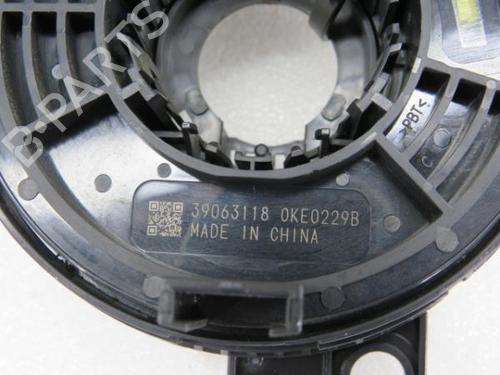 B-PARTS
>PBT<
39063118 0KE0229B
MADE IN CHINA